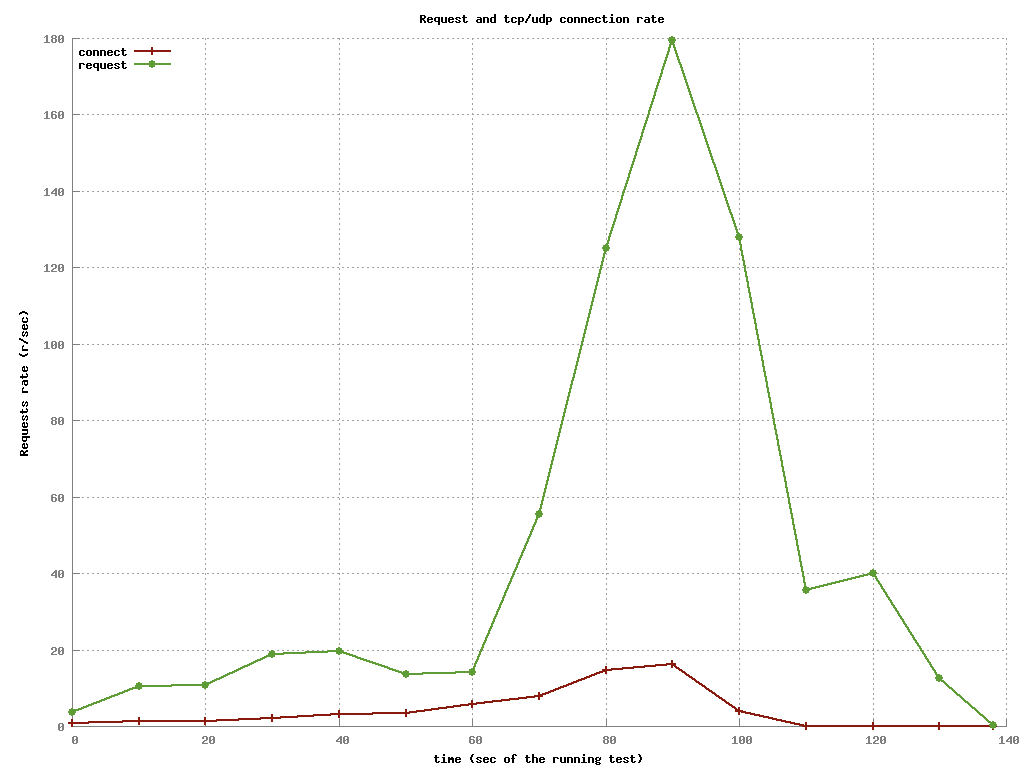 Request and tcp/udp connection rate
connect
request
180
160
140
120
100
80
60
40
20
0
Requests rate (r/sec)
0 20 40 60 80 100 120 140
time (sec of the running test)